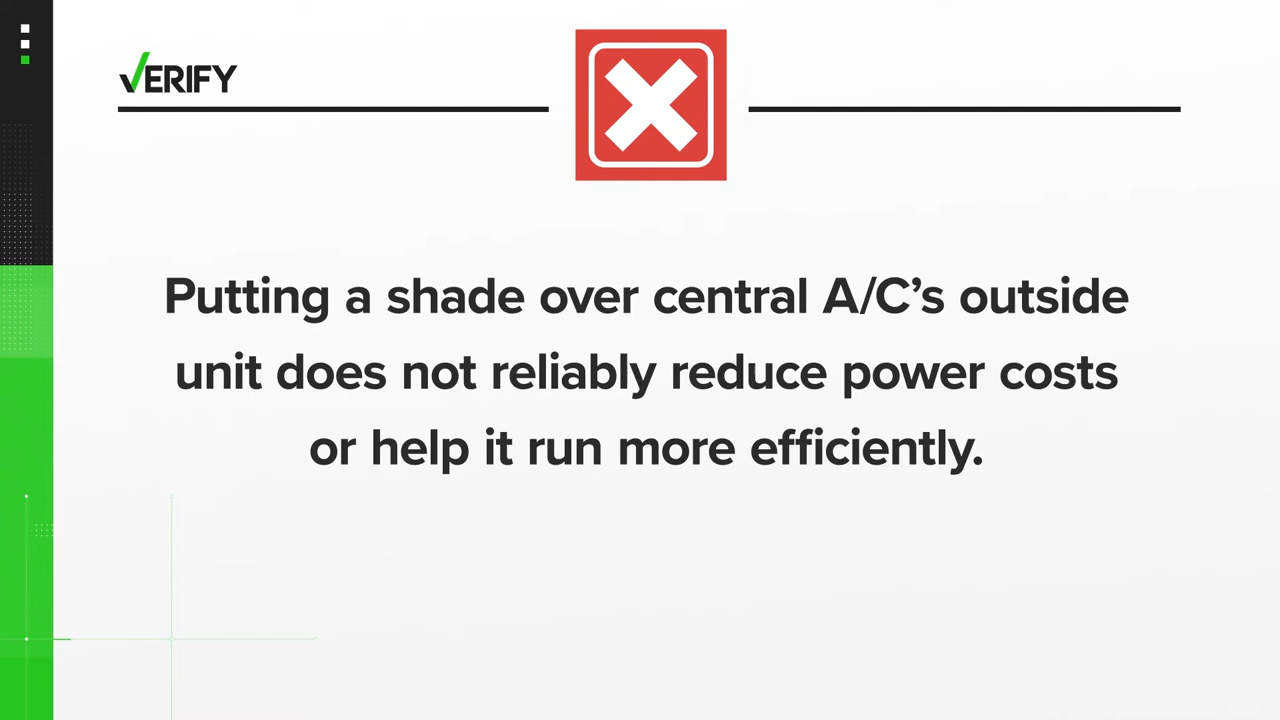 VERIFY
Putting a shade over central A/C’s outside
unit does not reliably reduce power costs
or help it run more efficiently.